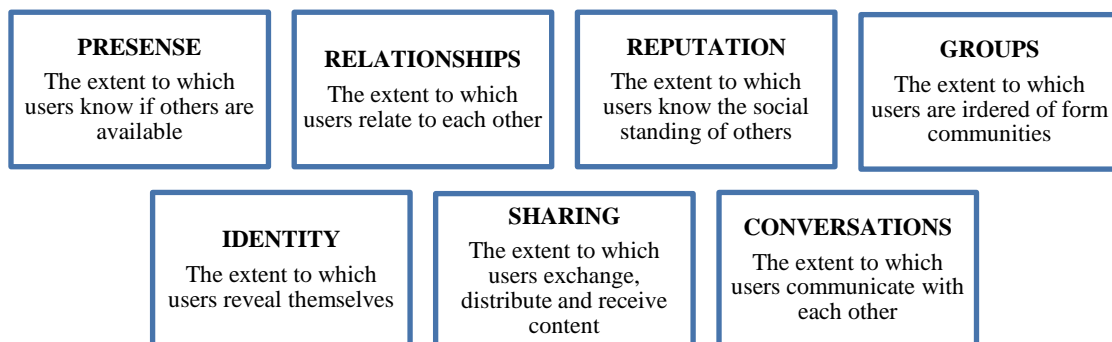 PRESENSE
The extent to which
users know if others are
available
RELATIONSHIPS
The extent to which
users relate to each other
REPUTATION
The extent to which
users know the social
standing of others
GROUPS
The extent to which
users are irdered of form
communities
IDENTITY
The extent to which
users reveal themselves
SHARING
The extent to which
users exchange,
distribute and receive
content
CONVERSATIONS
The extent to which
users communicate with
each other